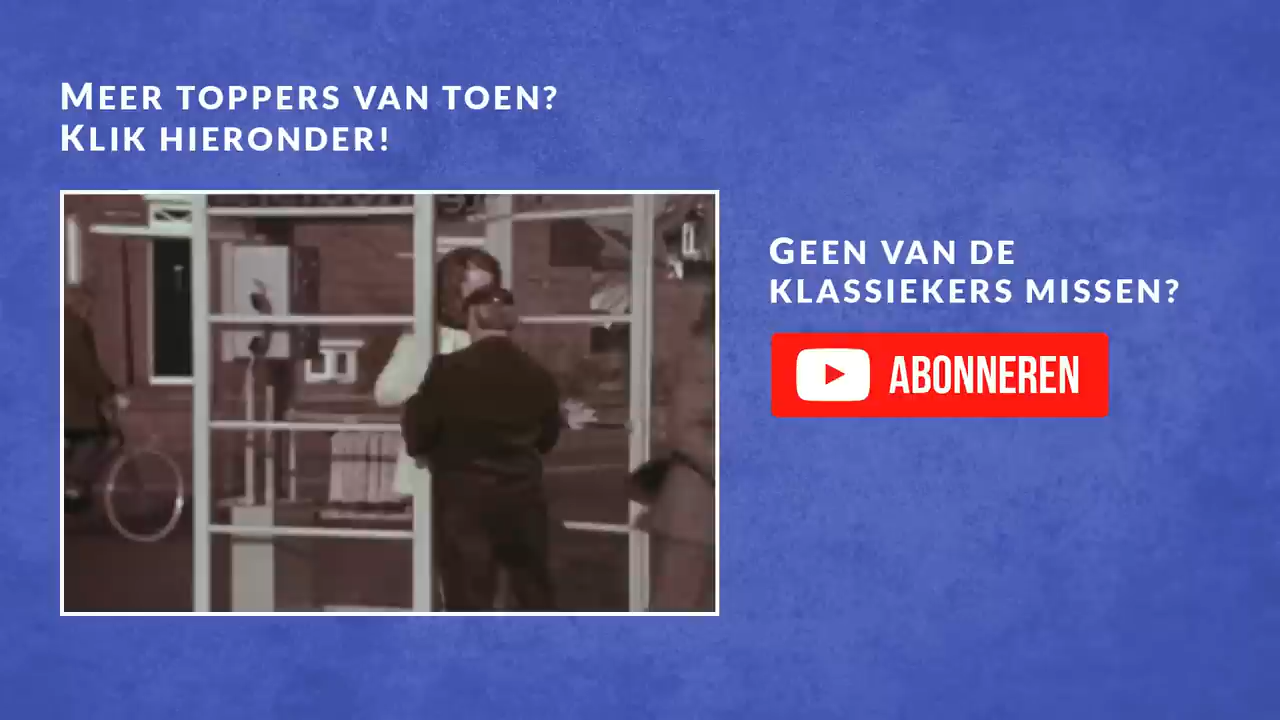 Meer toppers van toen?
Klik hieronder!
Geen van de
klassiekers missen?
ABONNEREN